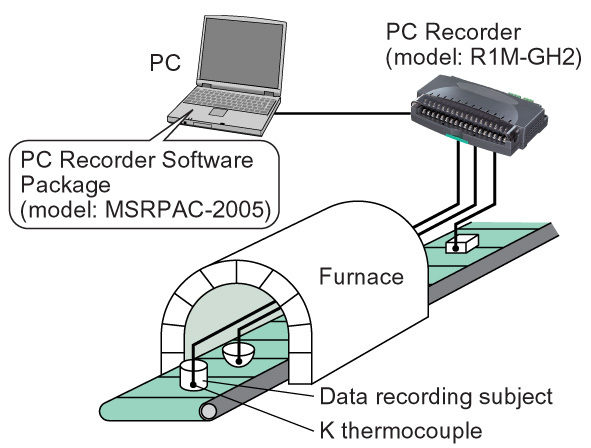 PC Recorder
(model: R1M-GH2)
PC
PC Recorder Software
Package
(model: MSRPAC-2005)
Furnace
Data recording subject
K thermocouple